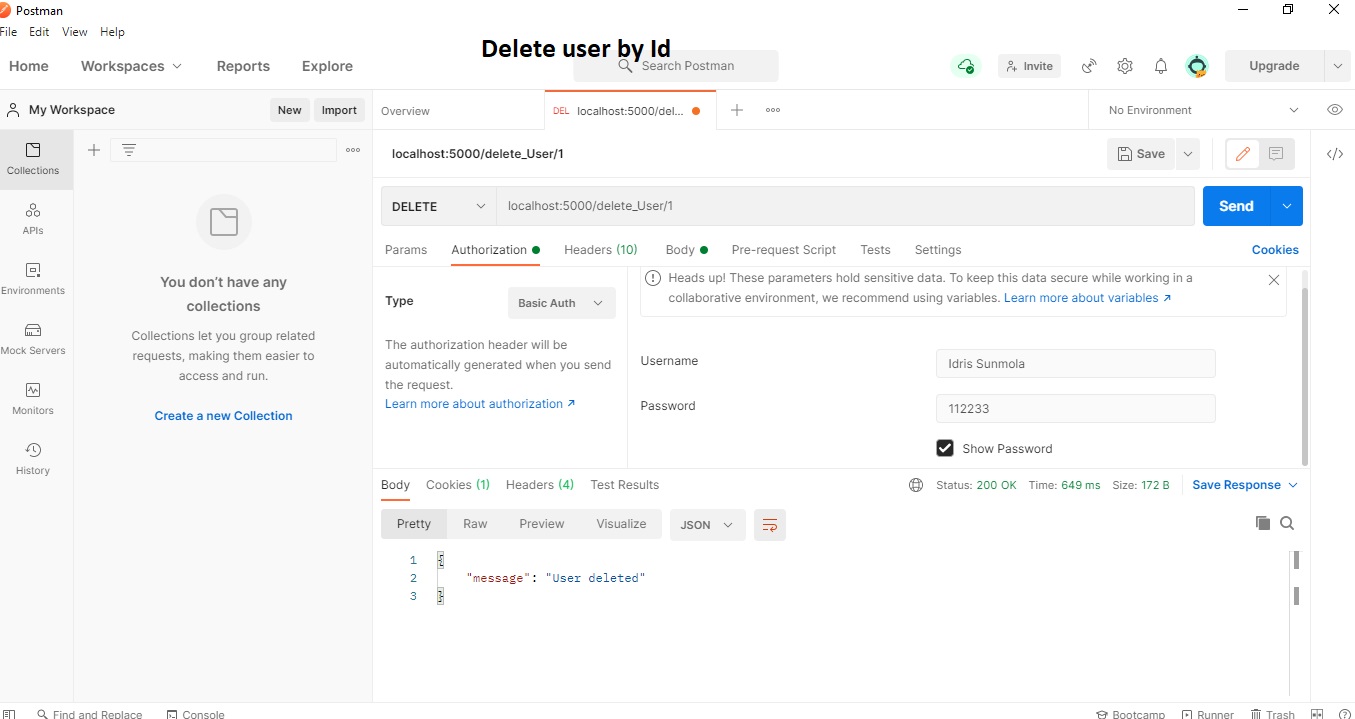 Postman
File Edit View Help
Delete user by Id
Home Workspaces Reports Explore Search Postman Invite Upgrade
My Workspace New Import Overview DEL localhost:5000/del... No Environment
Collections
APIs
Environments
Mock Servers
Monitors
History
You don't have any
collections
Collections let you group related
requests, making them easier to
access and run.
Create a new Collection
localhost:5000/delete_User/1 Save
DELETE localhost:5000/delete_User/1 Send
Params Authorization Headers (10) Body Pre-request Script Tests Settings Cookies
Type Basic Auth
The authorization header will be
automatically generated when you send
the request.
Learn more about authorization ↗
Heads up! These parameters hold sensitive data. To keep this data secure while working in a
collaborative environment, we recommend using variables. Learn more about variables ↗
Username Idris Sunmola
Password 112233
Show Password
Body Cookies (1) Headers (4) Test Results Status: 200 OK Time: 649 ms Size: 172 B Save Response
Pretty Raw Preview Visualize JSON
1 {
2 "message": "User deleted"
3 }
Find and Replace Console Bootcamp Runner Trash